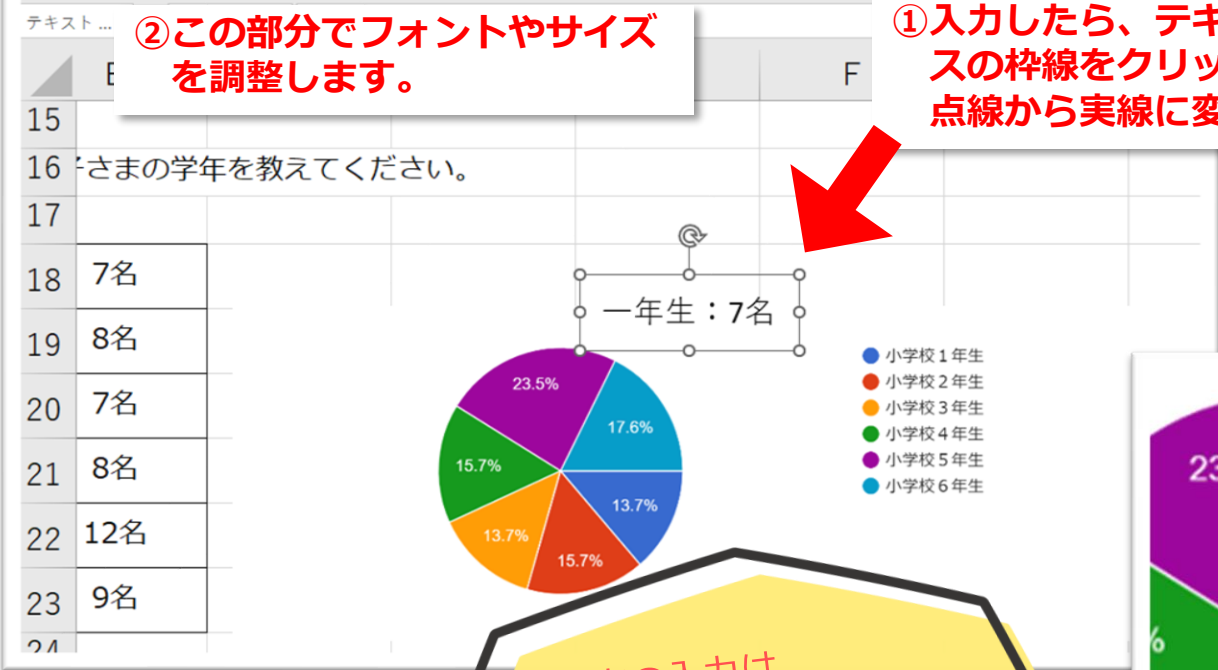 テキスト ...
②この部分でフォントやサイズ
を調整します。
①入力したら、テキ
スの枠線をクリッ
点線から実線に変
E
F
15
16 さまの学年を教えてください。
17
18 7名
19 8名
20 7名
21 8名
22 12名
23 9名
24
一年生：7名
23.5%
17.6%
15.7%
13.7%
13.7%
15.7%
小学校1年生
小学校2年生
小学校3年生
小学校4年生
小学校5年生
小学校6年生
23
%
の入力は